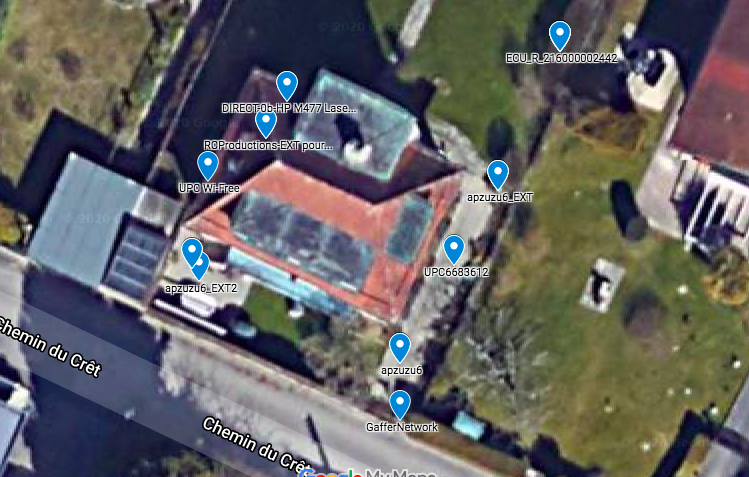 ECU_R_216000002442
DIRECT-0b-HP M477 Lase...
ROProductions-EXT pour...
UPC Wi-Free
apzuzu6_EXT
UPC6683612
apzuzu6_EXT2
Chemin du Crêt
apzuzu6
GafferNetwork
Chemin du Crêt
Google My Maps